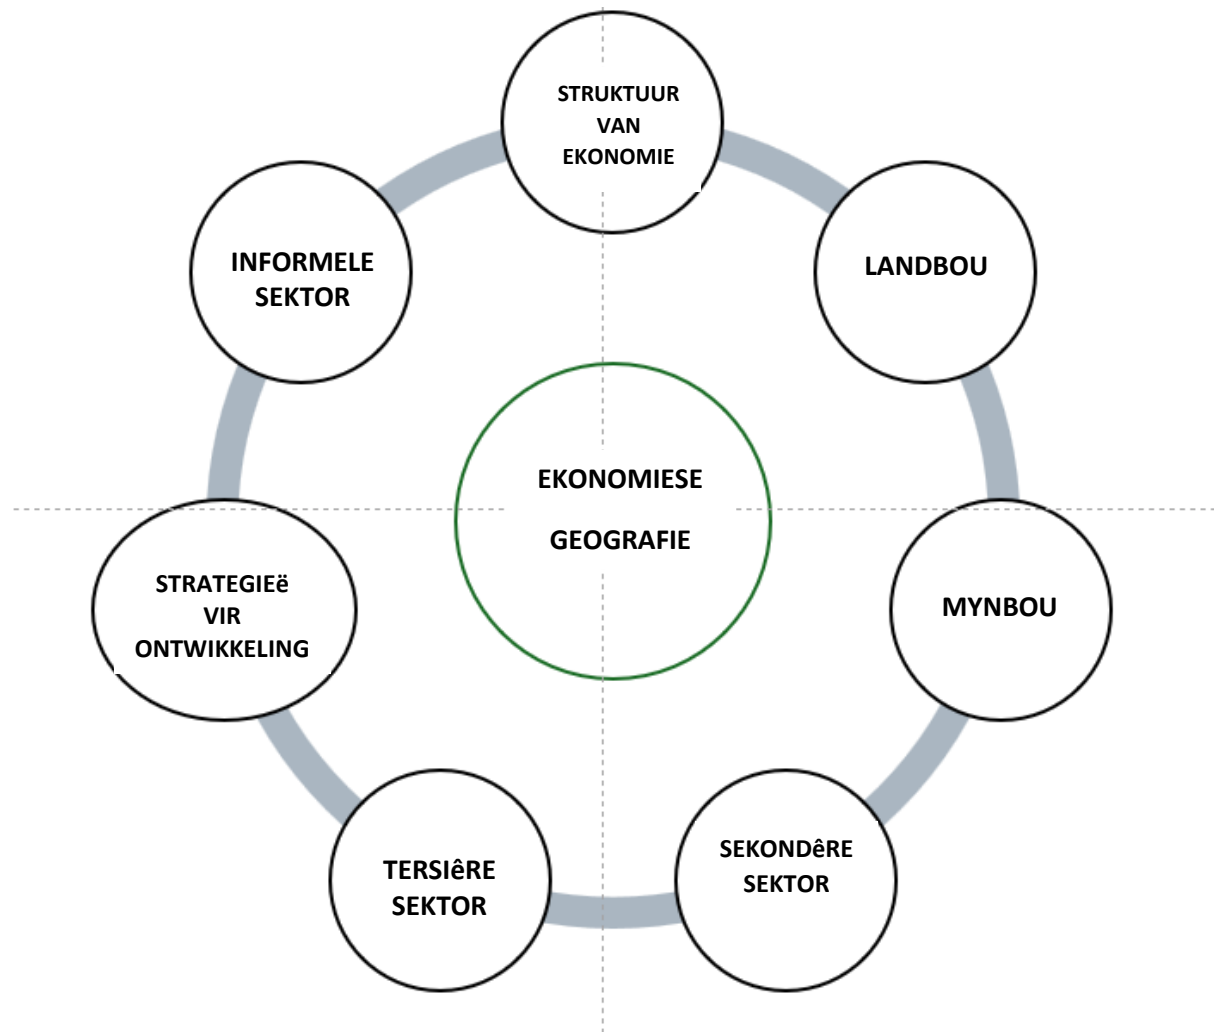 STRUKTUUR
VAN
EKONOMIE
LANDBOU
MYNBOU
SEKONDêRE
SEKTOR
TERSIêRE
SEKTOR
STRATEGIEë
VIR
ONTWIKKELING
INFORMELE
SEKTOR
EKONOMIESE
GEOGRAFIE